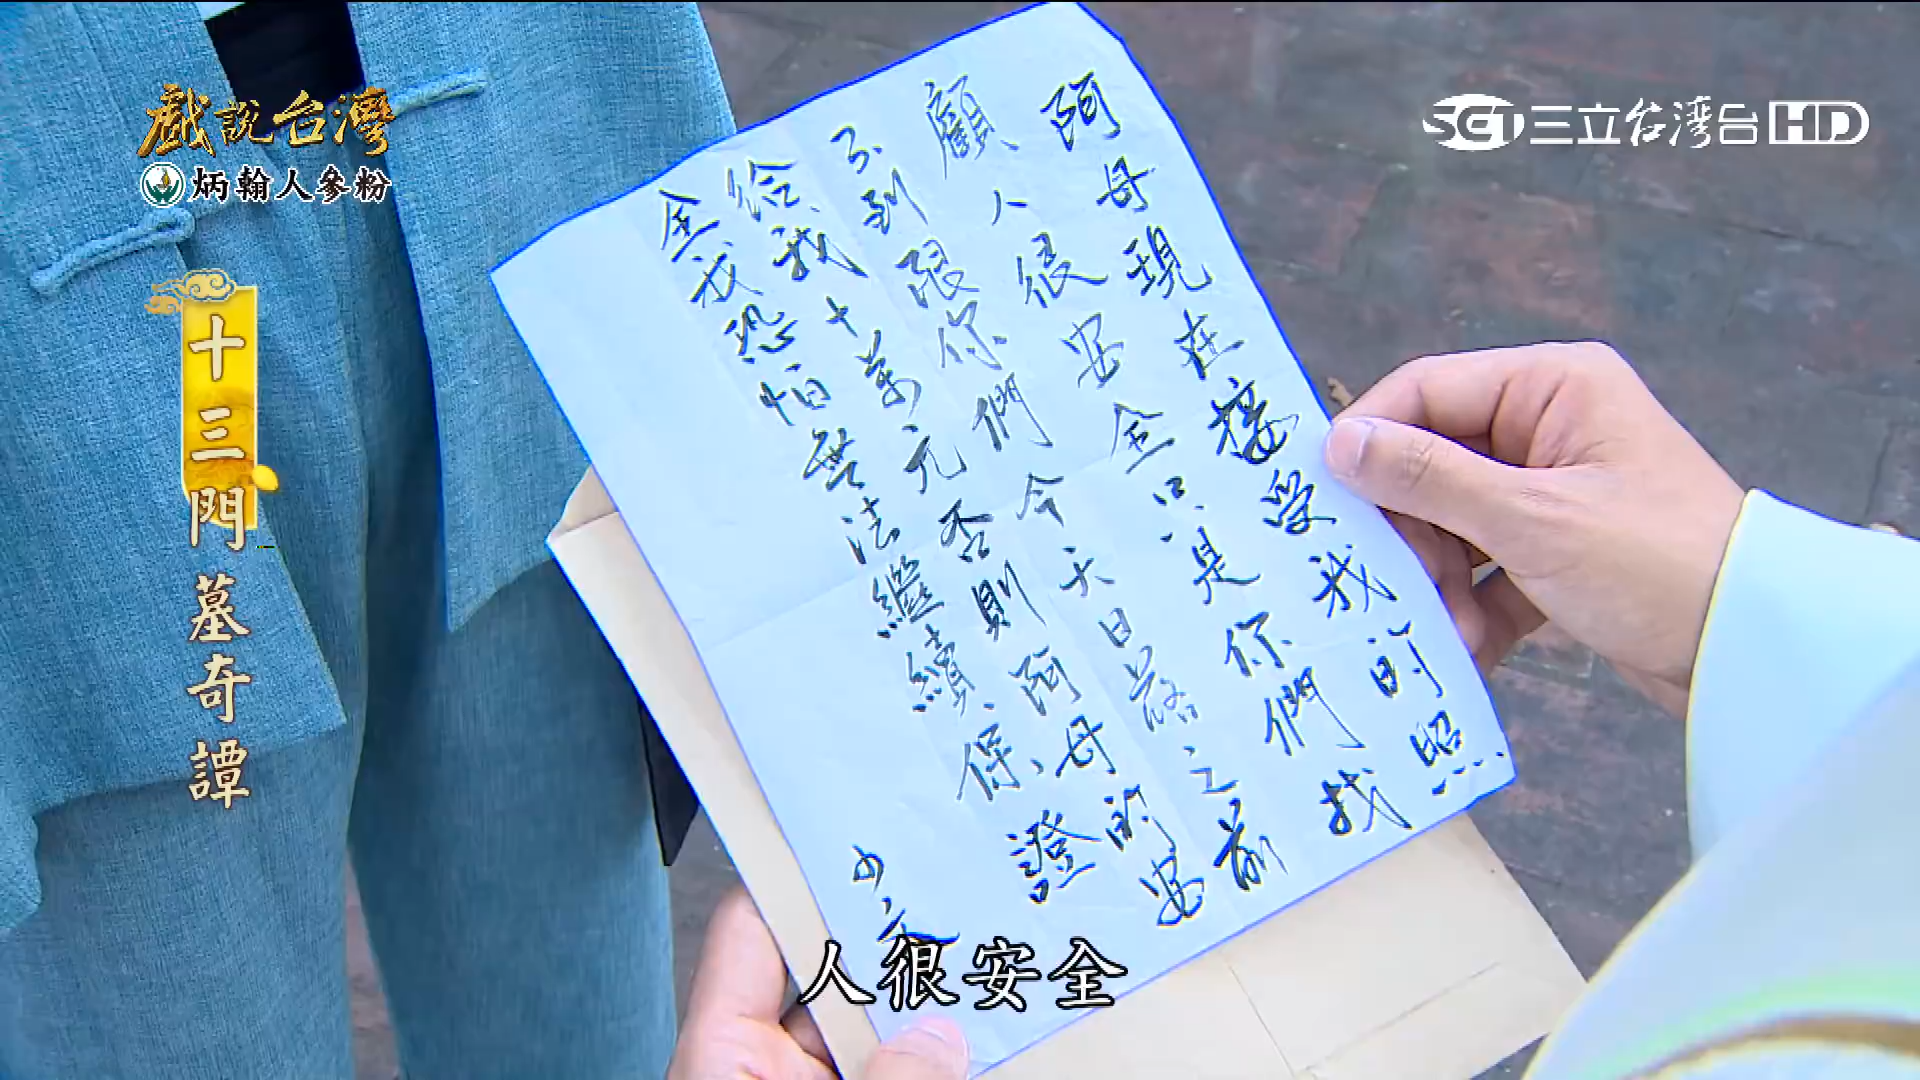 戲說台灣
炳翰人參粉
十三門墓奇譚
SET三立台灣台HD
阿母現在接受我的照
顧人很安全只是你們找
不到限你們今天日落之前
給我十萬元否則阿母的安
全我恐怕無法繼續保證
少文
人很安全